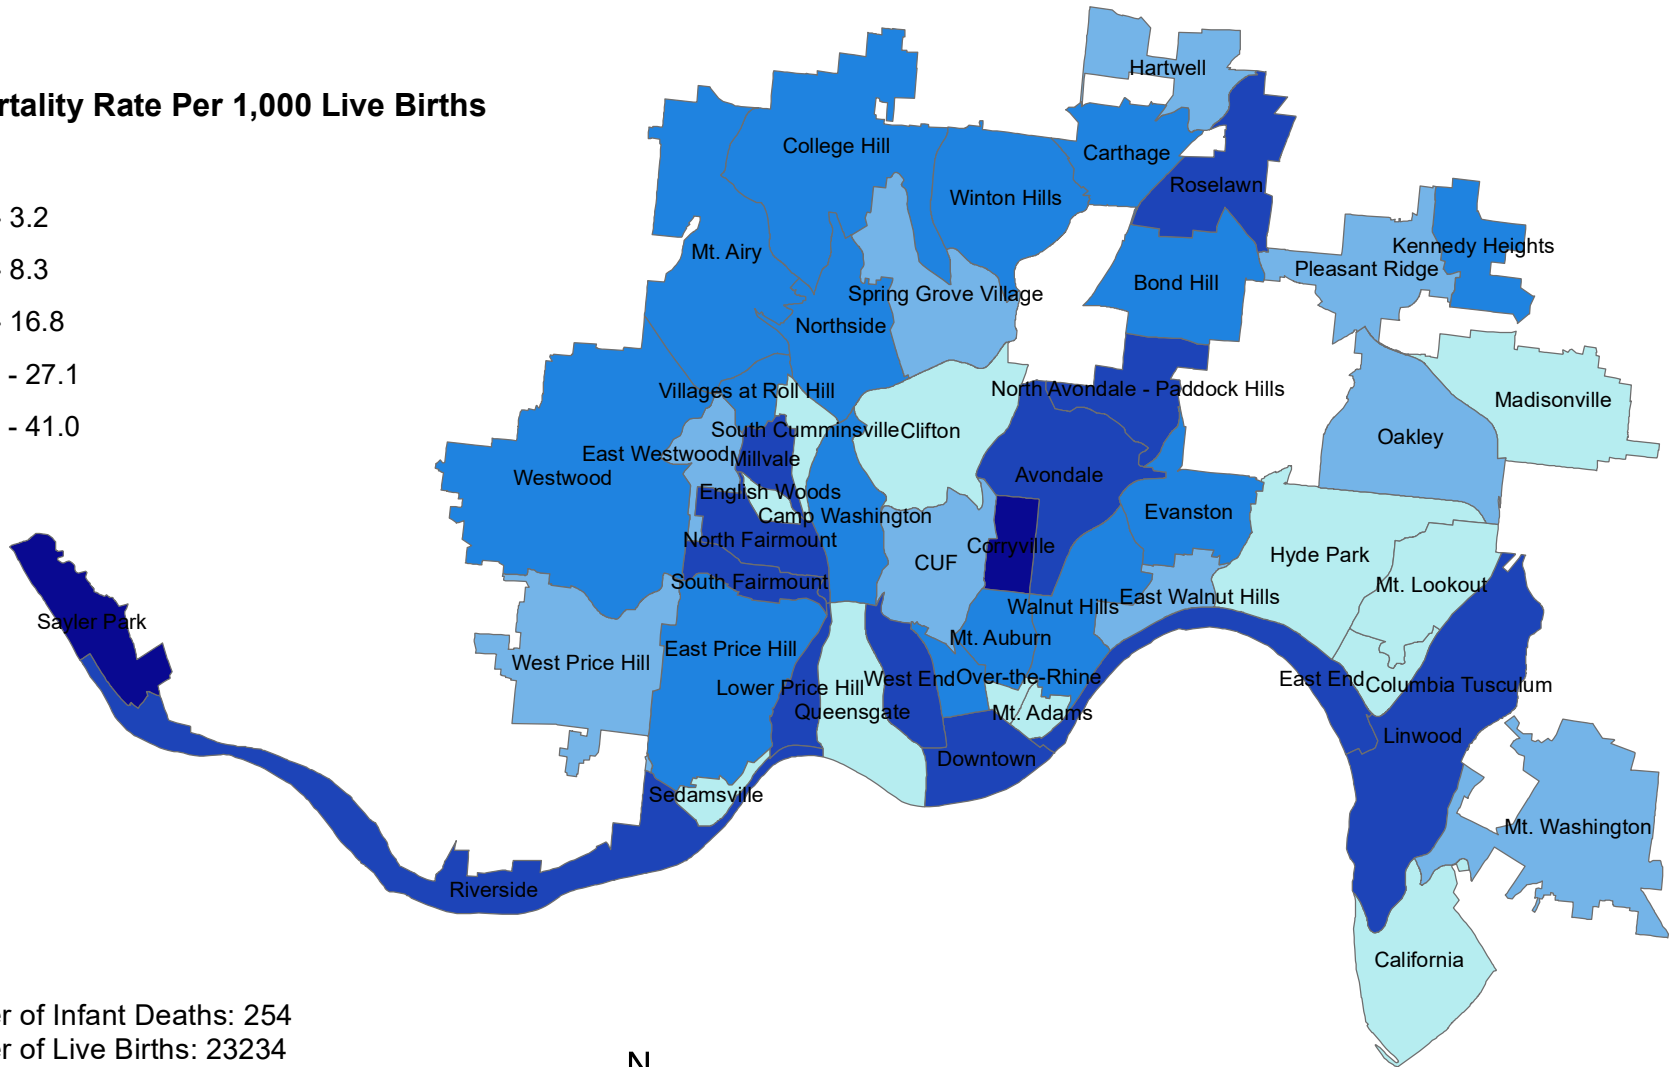 Hartwell
rtality Rate Per 1,000 Live Births
College Hill
Carthage
Roselawn
Winton Hills
- 3.2
Kennedy Heights
Mt. Airy
Pleasant Ridge
- 8.3
Bond Hill
Spring Grove Village
- 16.8
Northside
- 27.1
Villages at Roll Hill
North Avondale - Paddock Hills
Madisonville
- 41.0
South Cumminsville
Clifton
Oakley
East Westwood
Millvale
Westwood
Avondale
English Woods
Camp Washington
Evanston
North Fairmount
Corryville
Hyde Park
CUF
South Fairmount
Mt. Lookout
East Walnut Hills
Walnut Hills
Sayler Park
Mt. Auburn
East Price Hill
West Price Hill
Over-the-Rhine
West End
East End
Columbia Tusculum
Lower Price Hill
Queensgate
Mt. Adams
Linwood
Downtown
Sedamsville
Mt. Washington
Riverside
California
er of Infant Deaths: 254
er of Live Births: 23234
N